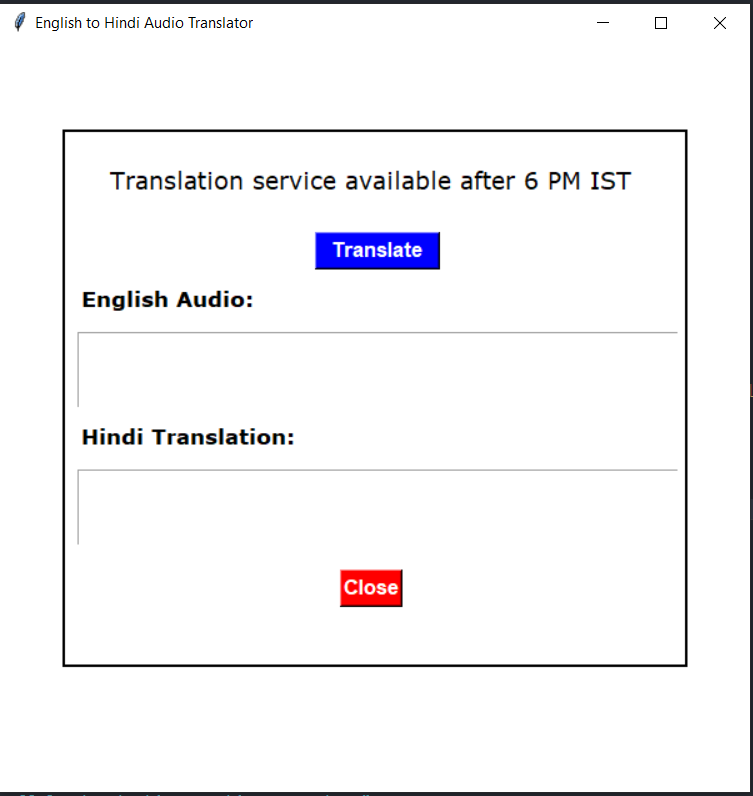 English to Hindi Audio Translator
Translation service available after 6 PM IST
Translate
English Audio:
Hindi Translation:
Close